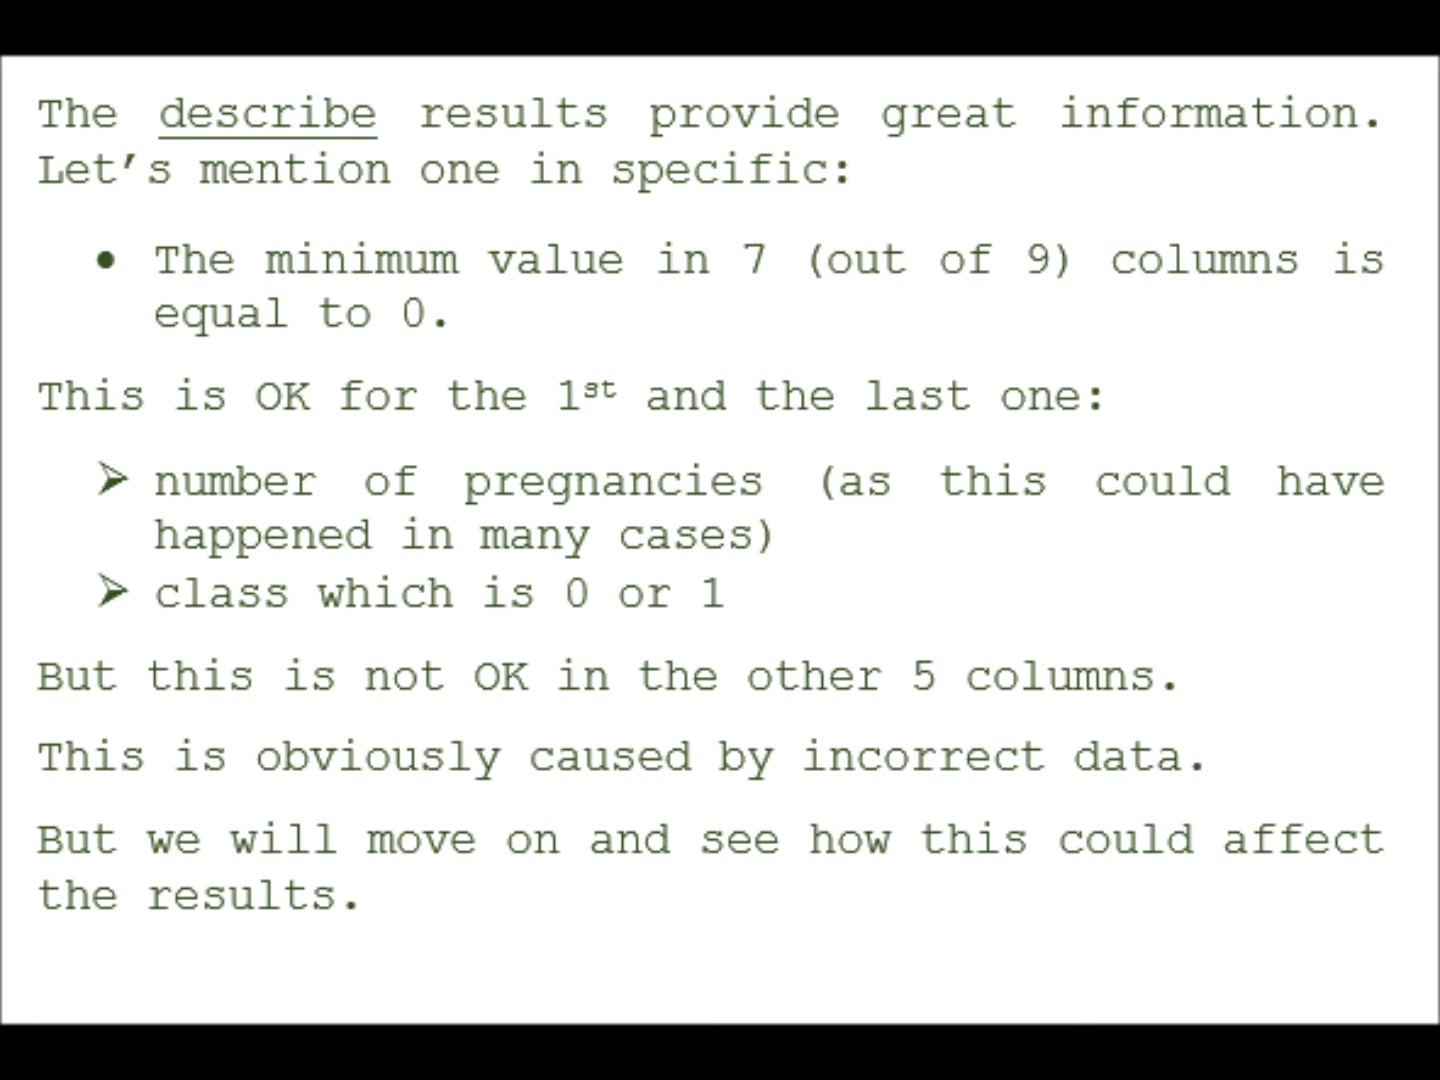 The describe results provide great information.
Let’s mention one in specific:
• The minimum value in 7 (out of 9) columns is
equal to 0.
This is OK for the 1st and the last one:
➢ number of pregnancies (as this could have
happened in many cases)
➢ class which is 0 or 1
But this is not OK in the other 5 columns.
This is obviously caused by incorrect data.
But we will move on and see how this could affect
the results.